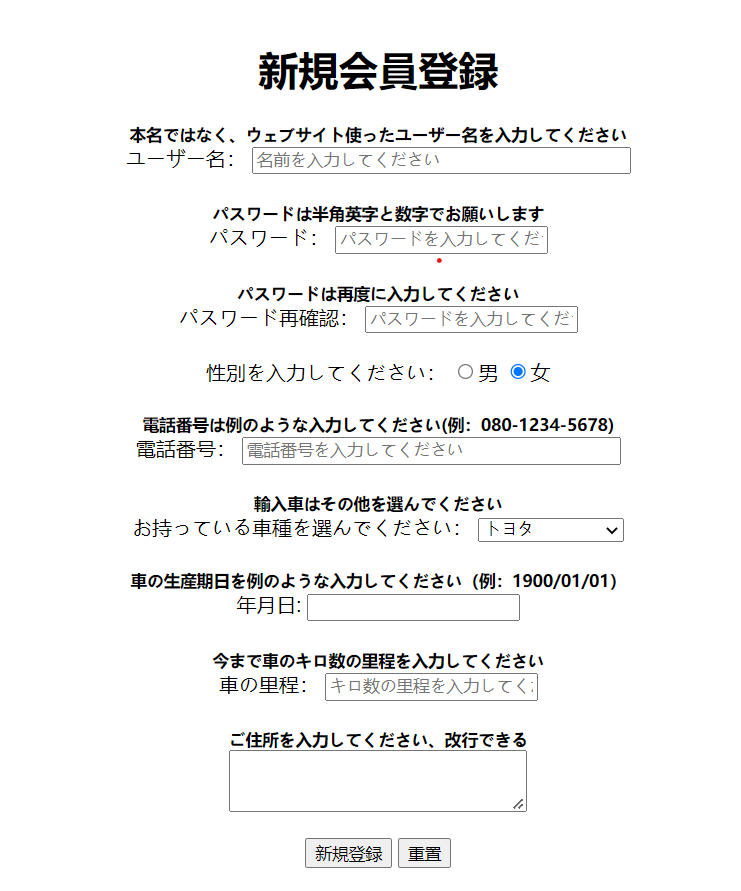 新規会員登録
本名ではなく、ウェブサイト使ったユーザー名を入力してください
ユーザー名： 名前を入力してください
パスワードは半角英字と数字でお願いします
パスワード： パスワードを入力してくだ
パスワードは再度に入力してください
パスワード再確認： パスワードを入力してくだ
性別を入力してください： 男 女
電話番号は例のような入力してください(例：080-1234-5678)
電話番号： 電話番号を入力してください
輸入車はその他を選んでください
お持っている車種を選んでください： トヨタ
車の生産期日を例のような入力してください（例：1900/01/01）
年月日:
今まで車のキロ数の里程を入力してください
車の里程： キロ数の里程を入力してく
ご住所を入力してください、改行できる
新規登録 重置